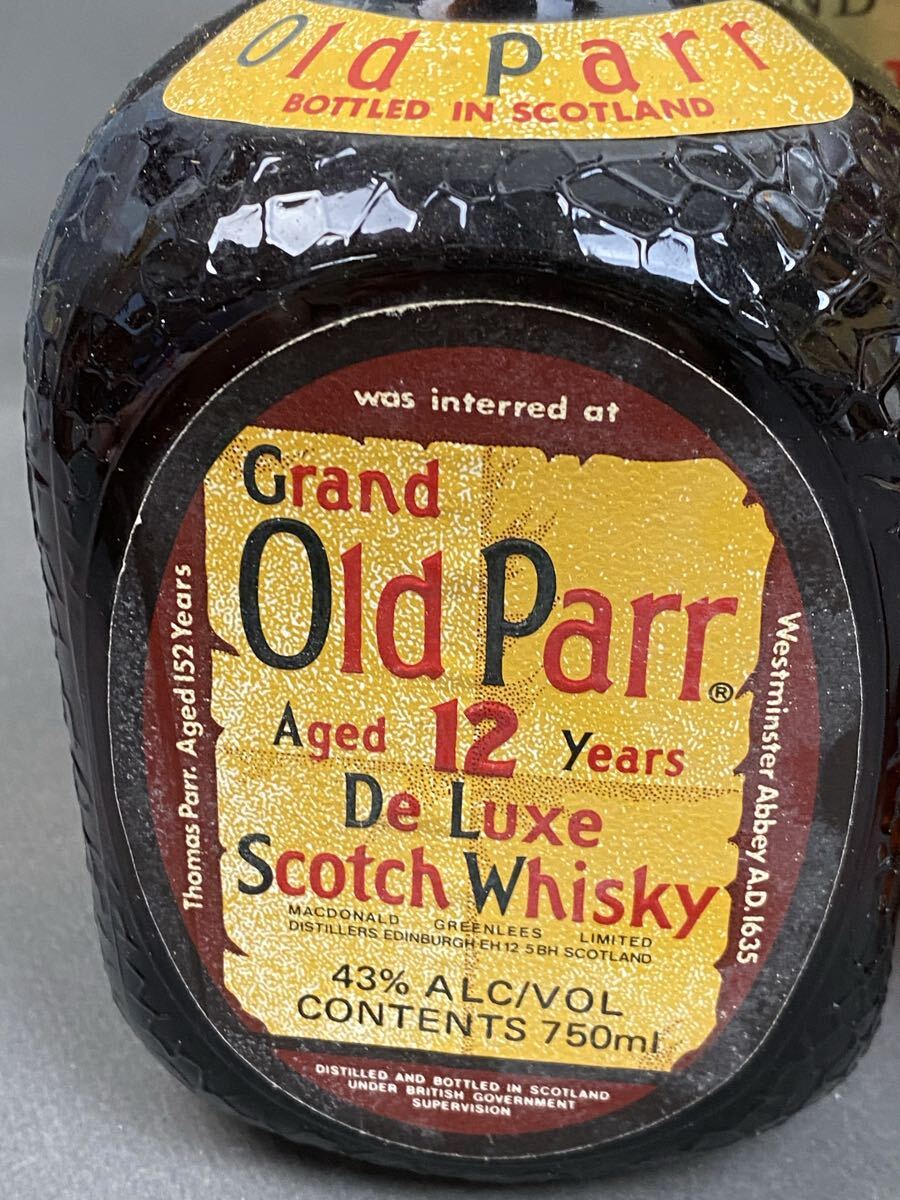 Old Parr
BOTTLED IN SCOTLAND
was interred at
Grand
Old Parr®
Aged 12 Years
De Luxe
Scotch Whisky
MACDONALD GREENLEES LIMITED
DISTILLERS EDINBURGH EH12 5BH SCOTLAND
43% ALC/VOL
CONTENTS 750ml
Thomas Parr. Aged 152 Years
Westminster Abbey A.D. 1635
DISTILLED AND BOTTLED IN SCOTLAND
UNDER BRITISH GOVERNMENT
SUPERVISION